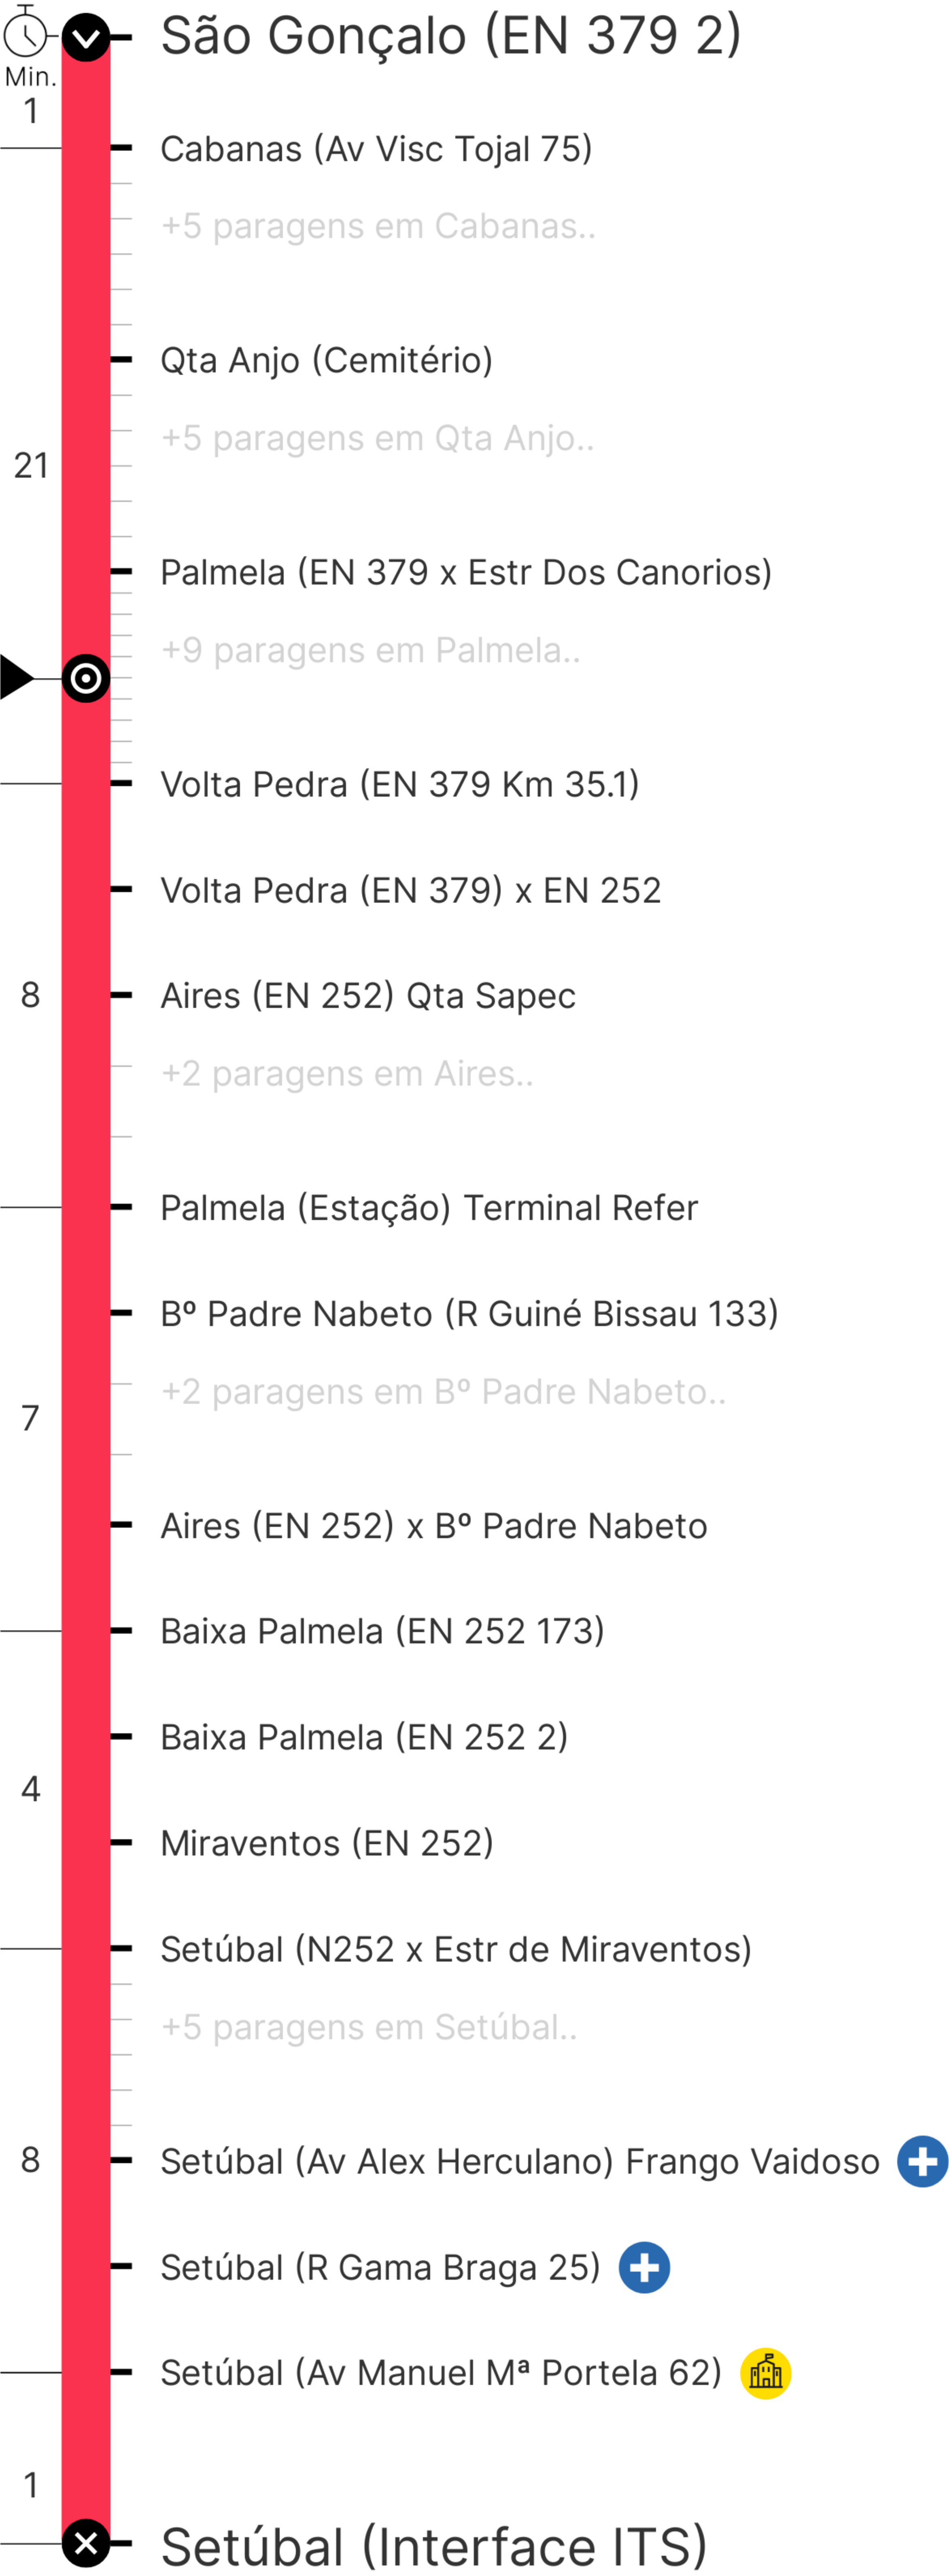 São Gonçalo (EN 379 2)
Min.
1
Cabanas (Av Visc Tojal 75)
+5 paragens em Cabanas..
Qta Anjo (Cemitério)
+5 paragens em Qta Anjo..
21
Palmela (EN 379 x Estr Dos Canorios)
+9 paragens em Palmela..
Volta Pedra (EN 379 Km 35.1)
Volta Pedra (EN 379) x EN 252
8
Aires (EN 252) Qta Sapec
+2 paragens em Aires..
Palmela (Estação) Terminal Refer
Bº Padre Nabeto (R Guiné Bissau 133)
+2 paragens em Bº Padre Nabeto..
7
Aires (EN 252) x Bº Padre Nabeto
Baixa Palmela (EN 252 173)
Baixa Palmela (EN 252 2)
4
Miraventos (EN 252)
Setúbal (N252 x Estr de Miraventos)
+5 paragens em Setúbal..
8
Setúbal (Av Alex Herculano) Frango Vaidoso
Setúbal (R Gama Braga 25)
Setúbal (Av Manuel Mª Portela 62)
1
Setúbal (Interface ITS)